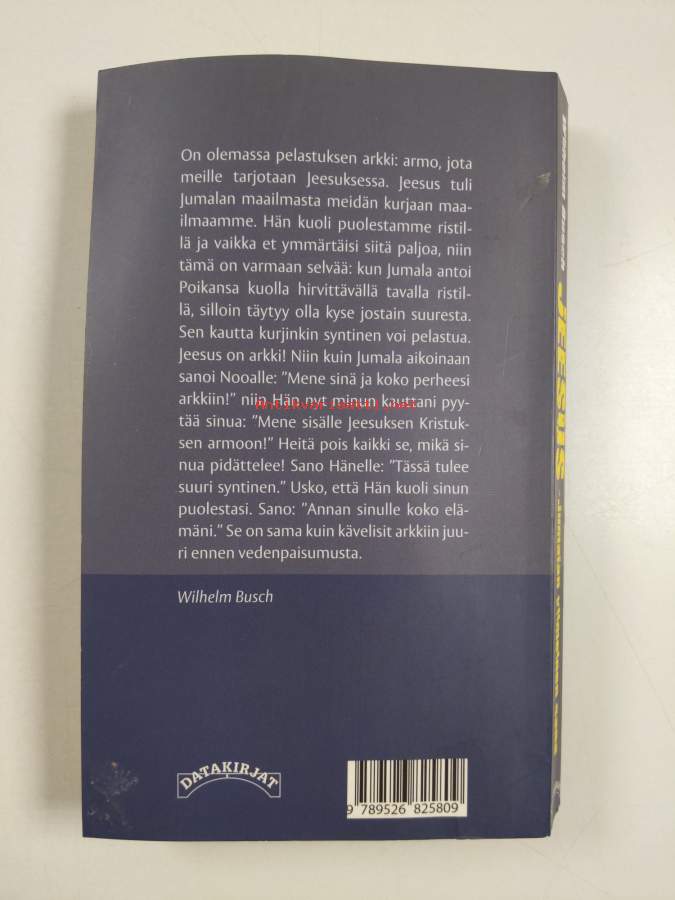 On olemassa pelastuksen arkki: armo, jota
meille tarjotaan Jeesuksessa. Jeesus tuli
Jumalan maailmasta meidän kurjaan maa-
ilmaamme. Hän kuoli puolestamme ristil-
lä ja vaikka et ymmärtäisi siitä paljoa, niin
tämä on varmaan selvää: kun Jumala antoi
Poikansa kuolla hirvittävällä tavalla ristil-
lä, silloin täytyy olla kyse jostain suuresta.
Sen kautta kurjinkin syntinen voi pelastua.
Jeesus on arkki! Niin kuin Jumala aikoinaan
sanoi Nooalle: ”Mene sinä ja koko perheesi
arkkiin!” niin Hän nyt minun kauttani pyy-
tää sinua: ”Mene sisälle Jeesuksen Kristuk-
sen armoon!” Heitä pois kaikki se, mikä si-
nua pidättelee! Sano Hänelle: ”Tässä tulee
suuri syntinen.” Usko, että Hän kuoli sinun
puolestasi. Sano: ”Annan sinulle koko elä-
mäni.” Se on sama kuin kävelisit arkkiin juu-
ri ennen vedenpaisumusta.
Wilhelm Busch
DATAKIRJAT
9 789526 825809
Wilhelm Busch JEESUS Jumalan